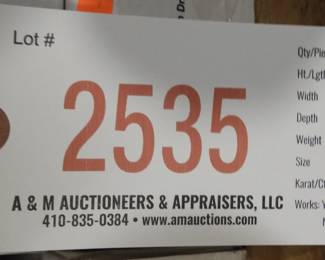 Lot #
2535
A & M AUCTIONEERS & APPRAISERS, LLC
410-835-0384 • www.amauctions.com
Qty/Pie
Ht./Lgt
Width
Depth
Weight
Size
Karat/C
Works: Y